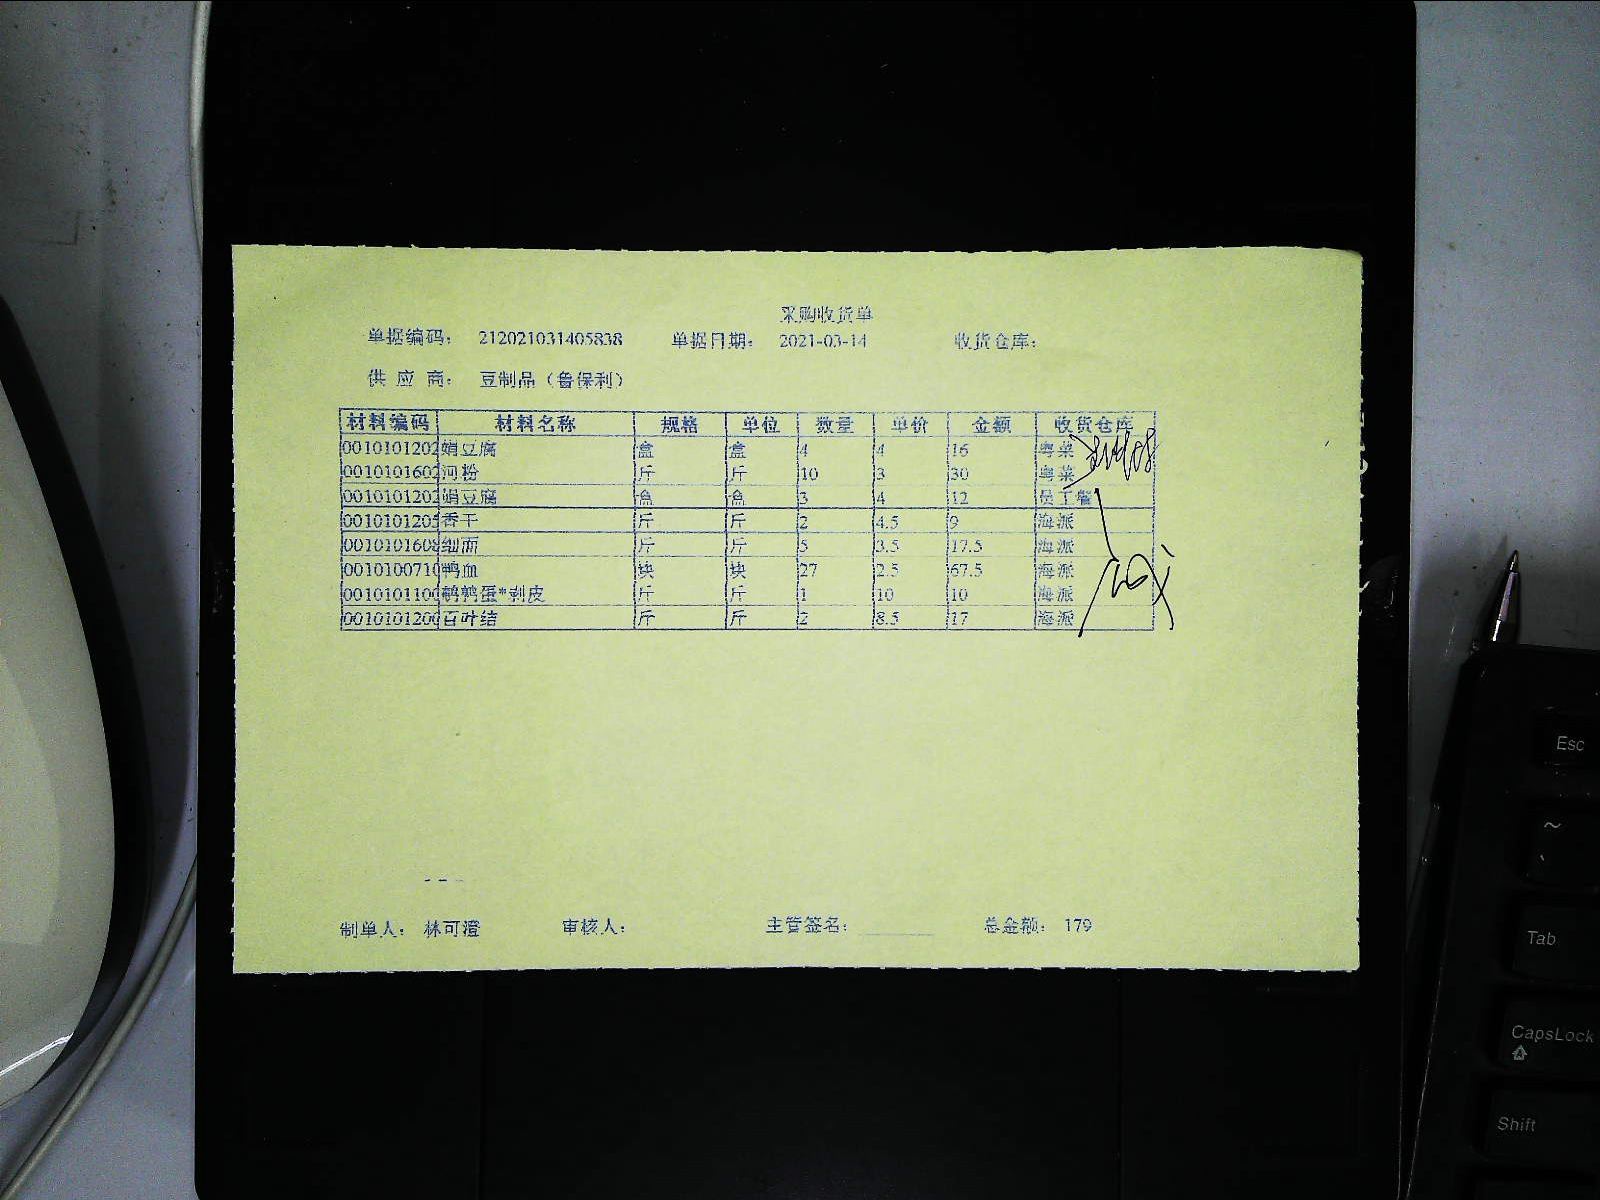 采购收货单
单据编码： 212021031405838 单据日期： 2021-03-14 收货仓库：
供 应 商： 豆制品（鲁保利）
材料编码 材料名称 规格 单位 数量 单价 金额 收货仓库
0010101202 娟豆腐 盒 盒 4 4 16 粤菜
0010101602 河粉 斤 斤 10 3 30 粤菜
0010101202 娟豆腐 盒 盒 3 4 12 员工餐
0010101205 香干 斤 斤 2 4.5 9 海派
0010101608 细面 斤 斤 5 3.5 17.5 海派
0010100710 鸭血 块 块 27 2.5 67.5 海派
0010101100 鹌鹑蛋*剥皮 斤 斤 1 10 10 海派
0010101200 百叶结 斤 斤 2 8.5 17 海派
制单人： 林可澄 审核人： 主管签名： 总金额： 179
Esc
~
Tab
CapsLock
Shift